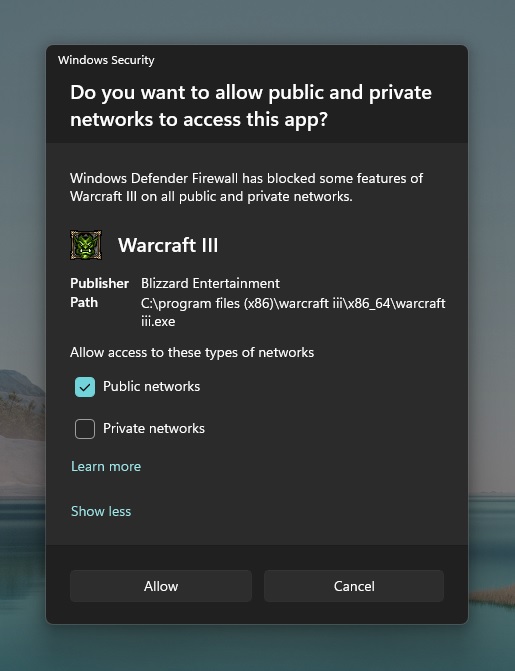 Windows Security
Do you want to allow public and private
networks to access this app?
Windows Defender Firewall has blocked some features of
Warcraft III on all public and private networks.
Warcraft III
Publisher Blizzard Entertainment
Path C:\program files (x86)\warcraft iii\x86_64\warcraft
iii.exe
Allow access to these types of networks
Public networks
Private networks
Learn more
Show less
Allow Cancel